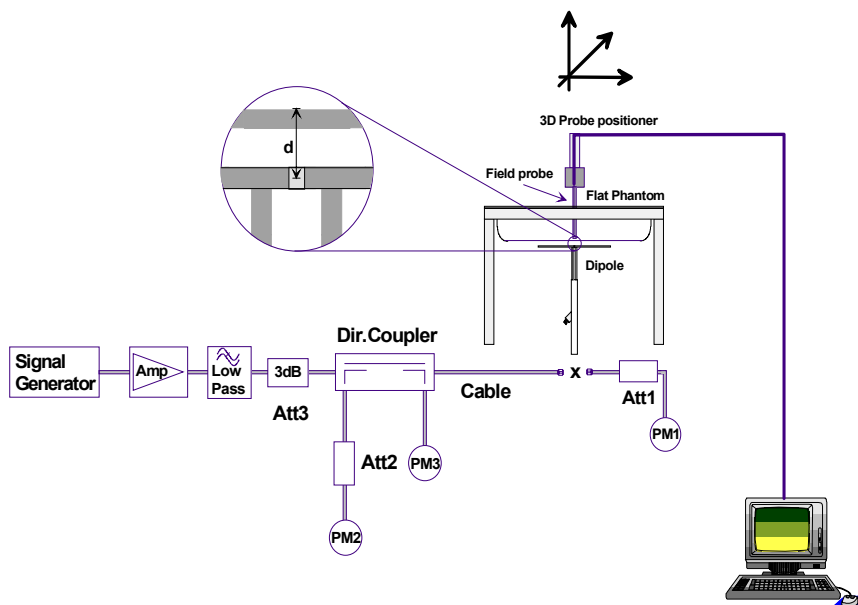 3D Probe positioner
d
Field probe
Flat Phantom
Dipole
Dir.Coupler
Signal
Generator
Amp
Low
Pass
3dB
Att3
Cable
x
Att1
PM1
Att2
PM3
PM2